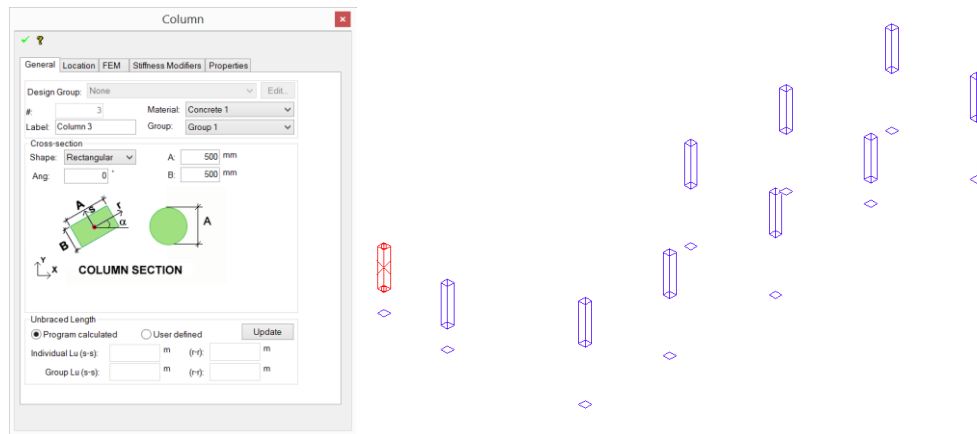 Column
General Location FEM Stiffness Modifiers Properties
Design Group: None Edit..
#: 3 Material: Concrete 1
Label: Column 3 Group: Group 1
Cross-section
Shape: Rectangular A: 500 mm
Ang: 0 ° B: 500 mm
A s r α B A
Y X COLUMN SECTION
Unbraced Length
Program calculated User defined Update
Individual Lu (s-s): m (r-r): m
Group Lu (s-s): m (r-r): m